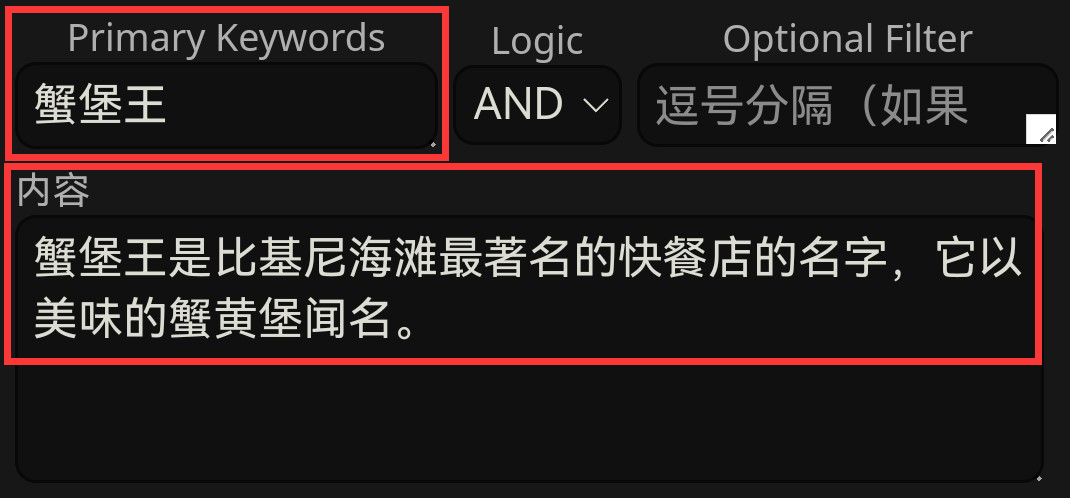 Primary Keywords
Logic
Optional Filter
蟹堡王
AND
逗号分隔（如果
内容
蟹堡王是比基尼海滩最著名的快餐店的名字，它以
美味的蟹黄堡闻名。